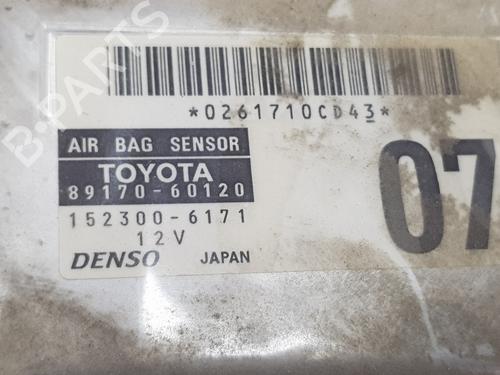 *0261710CD43*
AIR BAG SENSOR
TOYOTA
89170-60120
152300-6171
12V
DENSO JAPAN
07
B-PARTS